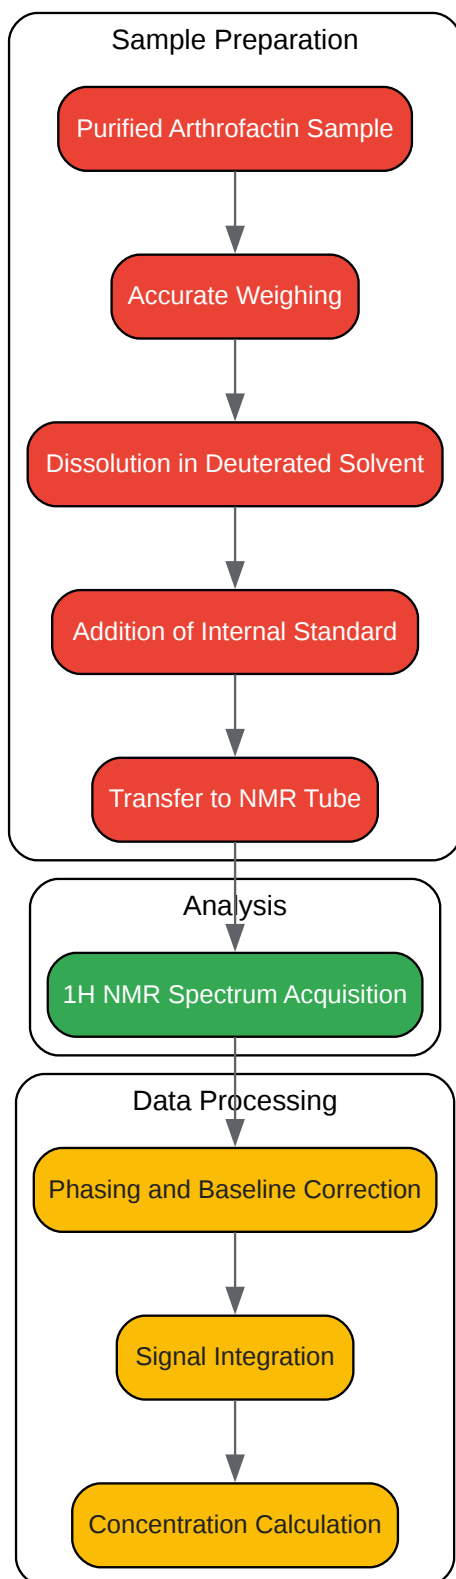 Sample Preparation
Purified Arthrofactin Sample
Accurate Weighing
Dissolution in Deuterated Solvent
Addition of Internal Standard
Transfer to NMR Tube
Analysis
1H NMR Spectrum Acquisition
Data Processing
Phasing and Baseline Correction
Signal Integration
Concentration Calculation